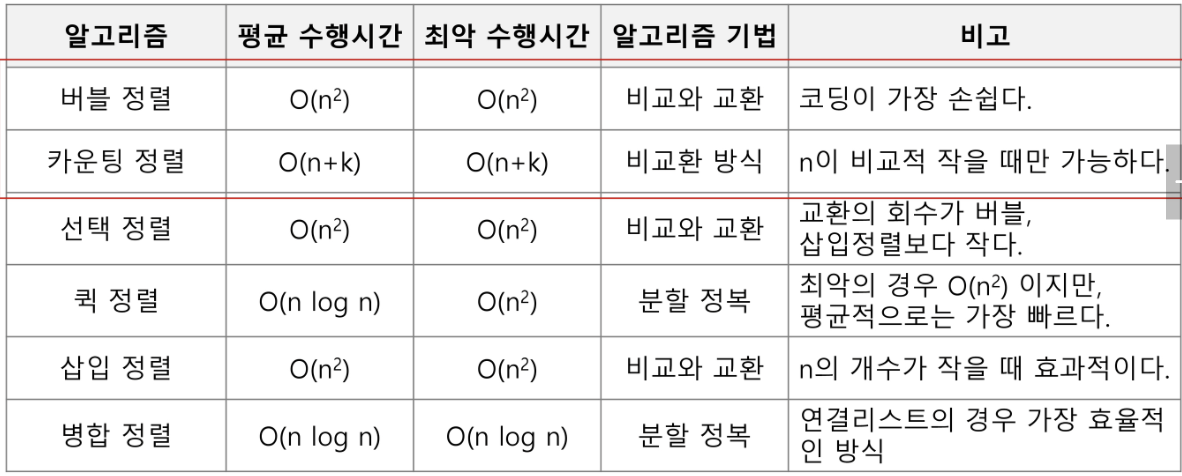 알고리즘 평균 수행시간 최악 수행시간 알고리즘 기법 비고
버블 정렬 O(n²) O(n²) 비교와 교환 코딩이 가장 손쉽다.
카운팅 정렬 O(n+k) O(n+k) 비교환 방식 n이 비교적 작을 때만 가능하다.
선택 정렬 O(n²) O(n²) 비교와 교환 교환의 회수가 버블,
삽입정렬보다 작다.
퀵 정렬 O(n log n) O(n²) 분할 정복 최악의 경우 O(n²) 이지만,
평균적으로는 가장 빠르다.
삽입 정렬 O(n²) O(n²) 비교와 교환 n의 개수가 작을 때 효과적이다.
병합 정렬 O(n log n) O(n log n) 분할 정복 연결리스트의 경우 가장 효율적
인 방식